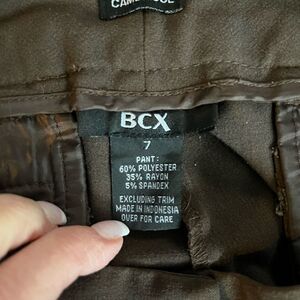 BCX
7
PANT:
60% POLYESTER
35% RAYON
5% SPANDEX
EXCLUDING TRIM
MADE IN INDONESIA
OVER FOR CARE